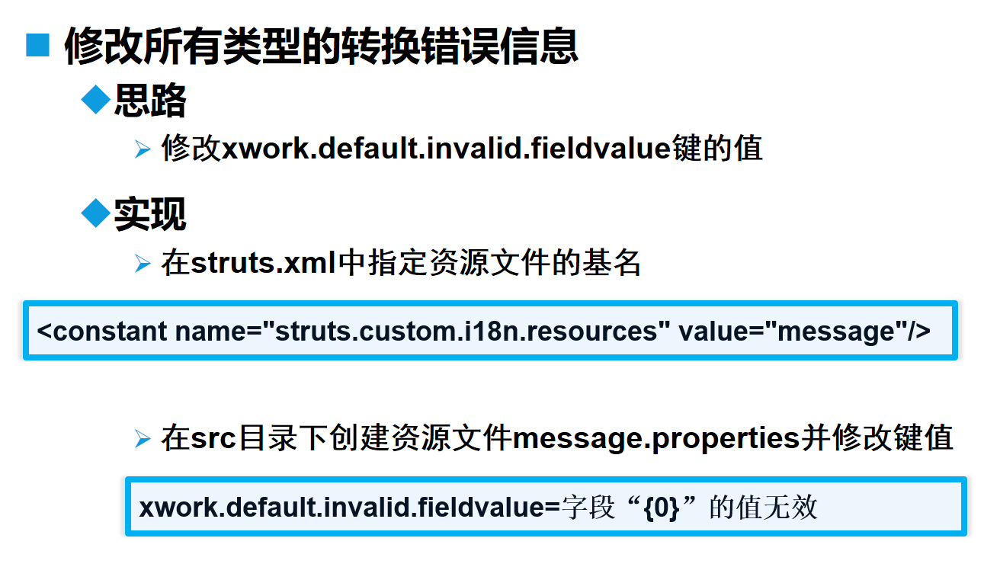 修改所有类型的转换错误信息
思路
修改xwork.default.invalid.fieldvalue键的值
实现
在struts.xml中指定资源文件的基名
<constant name="struts.custom.i18n.resources" value="message"/>
在src目录下创建资源文件message.properties并修改键值
xwork.default.invalid.fieldvalue=字段“{0}”的值无效